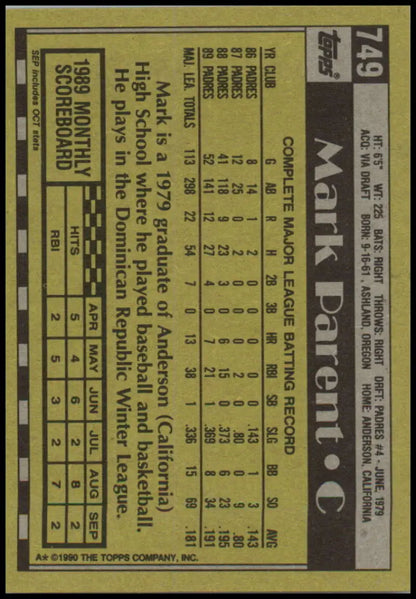 749
Topps
Mark Parent • C
HT: 6'5" WT: 225 BATS: RIGHT THROWS: RIGHT DRFT: PADRES #4 - JUNE, 1979
ACQ: VIA DRAFT BORN: 9-16-61, ASHLAND, OREGON HOME: ANDERSON, CALIFORNIA
COMPLETE MAJOR LEAGUE BATTING RECORD
YR CLUB G AB R H 2B 3B HR RBI SB SLG BB SO AVG
86 PADRES 8 14 1 2 0 0 0 0 0 .143 1 3 .143
87 PADRES 12 25 0 2 0 0 0 2 0 .80 0 9 .80
88 PADRES 41 118 9 23 3 0 6 15 0 .373 6 23 .195
89 PADRES 52 141 12 27 4 0 7 21 1 .369 8 34 .191
MAJ. LEA. TOTALS 113 298 22 54 7 0 13 38 1 .336 15 69 .181
Mark is a 1979 graduate of Anderson (California)
High School where he played baseball and basketball.
He plays in the Dominican Republic Winter League.
1989 MONTHLY
SCOREBOARD
SEP includes OCT stats
APR MAY JUN JUL AUG SEP
HITS 5 4 6 2 8 2
RBI 2 5 3 2 7 2
A* ©1990 THE TOPPS COMPANY, INC.